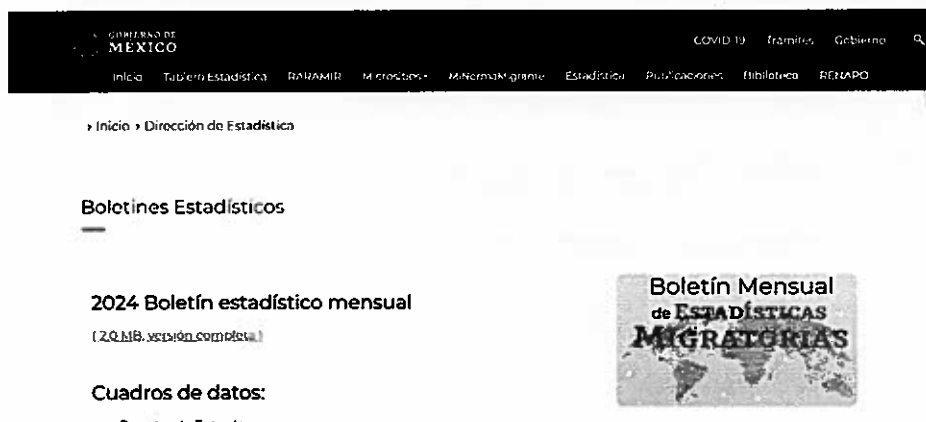 GOBIERNO DE
MÉXICO
COVID 19 Trámites Gobierno
Inicio Tablero Estadística RARAMIR Micrositios MiNormaMigrante Estadística Publicaciones Biblioteca RENAPO
› Inicio › Dirección de Estadística
Boletines Estadísticos
2024 Boletín estadístico mensual
( 2.0 MB, versión completa )
Boletín Mensual
de ESTADÍSTICAS
MIGRATORIAS
Cuadros de datos: